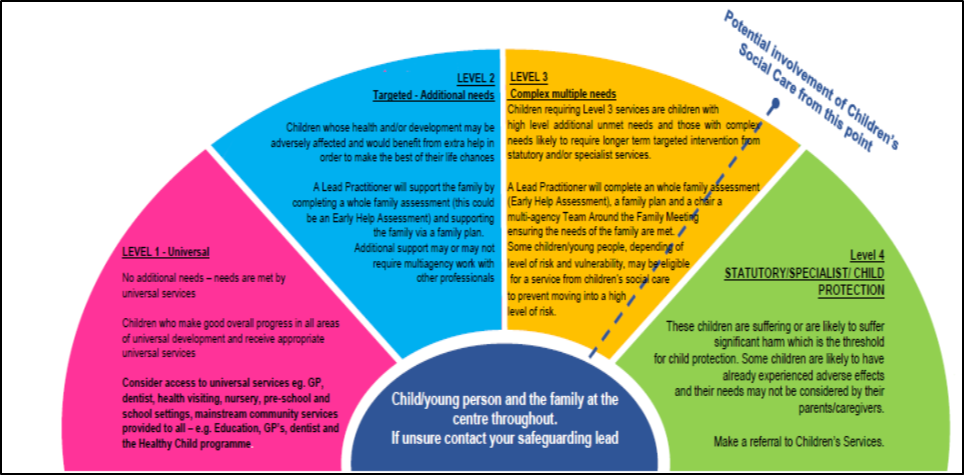 LEVEL 1 - Universal
No additional needs – needs are met by
universal services
Children who make good overall progress in all areas
of universal development and receive appropriate
universal services
Consider access to universal services eg. GP,
dentist, health visiting, nursery, pre-school and
school settings, mainstream community services
provided to all – e.g. Education, GP's, dentist and
the Healthy Child programme.
LEVEL 2
Targeted - Additional needs
Children whose health and/or development may be
adversely affected and would benefit from extra help in
order to make the best of their life chances
A Lead Practitioner will support the family by
completing a whole family assessment (this could
be an Early Help Assessment) and supporting
the family via a family plan.
Additional support may or may not
require multiagency work with
other professionals
LEVEL 3
Complex multiple needs
Children requiring Level 3 services are children with
high level additional unmet needs and those with complex
needs likely to require longer term targeted intervention from
statutory and/or specialist services.
A Lead Practitioner will complete an whole family assessment
(Early Help Assessment), a family plan and a chair a
multi-agency Team Around the Family Meeting
ensuring the needs of the family are met.
Some children/young people, depending of
level of risk and vulnerability, may be eligible
for a service from children's social care
to prevent moving into a high
level of risk.
Potential involvement of Children's
Social Care from this point
Level 4
STATUTORY/SPECIALIST/ CHILD
PROTECTION
These children are suffering or are likely to suffer
significant harm which is the threshold
for child protection. Some children are likely to have
already experienced adverse effects
and their needs may not be considered by their
parents/caregivers.
Make a referral to Children's Services.
Child/young person and the family at the
centre throughout.
If unsure contact your safeguarding lead